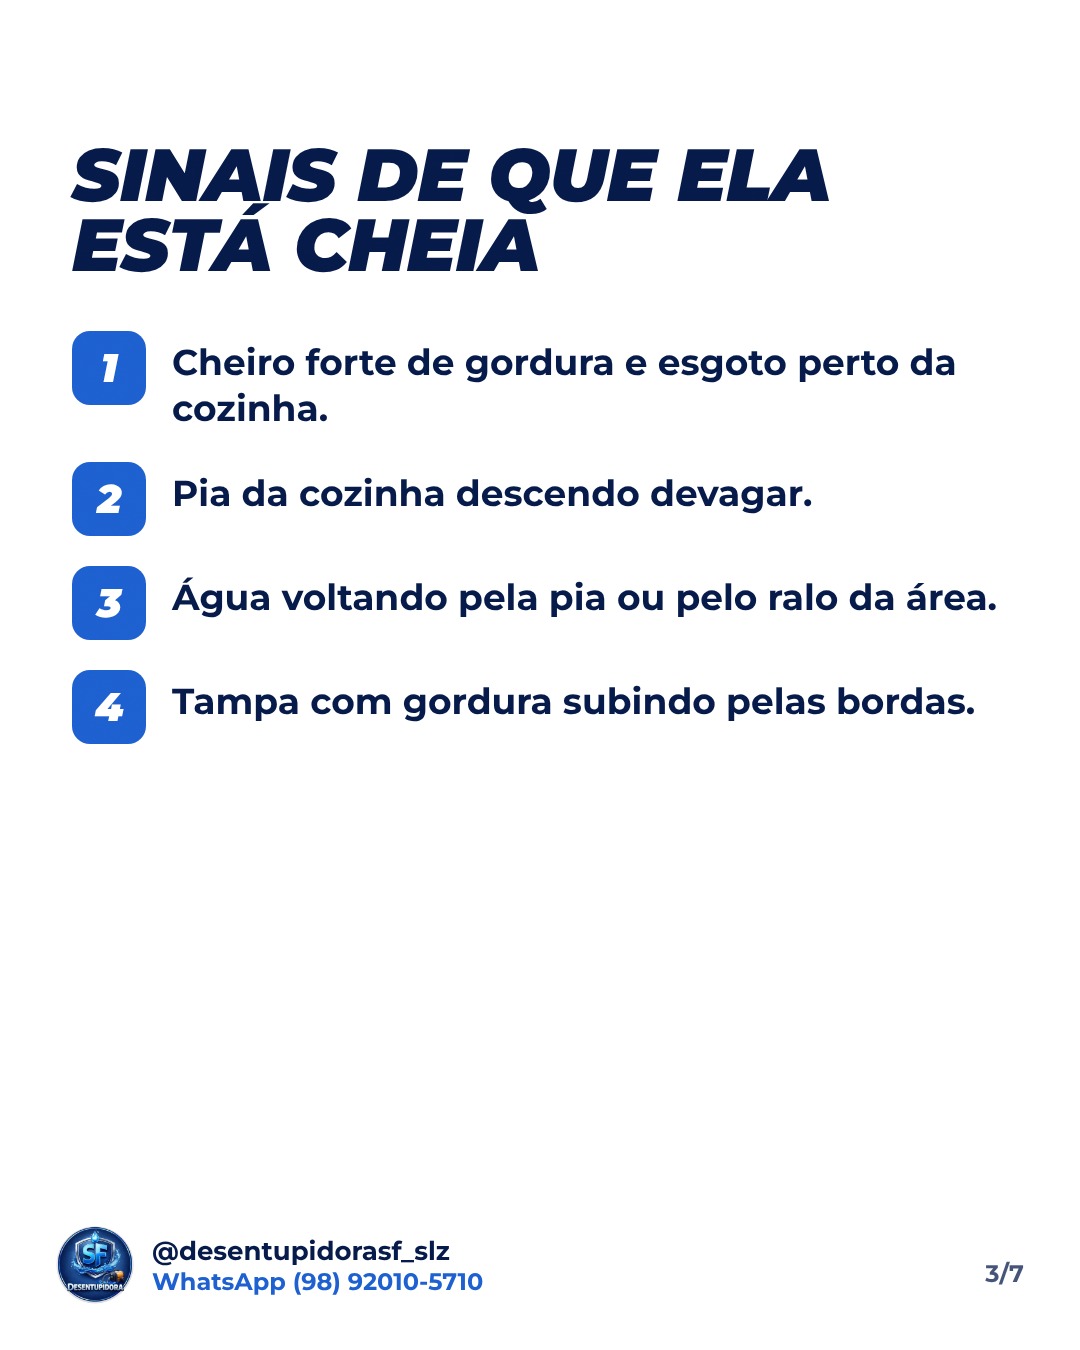 SINAIS DE QUE ELA
ESTÁ CHEIA
1
Cheiro forte de gordura e esgoto perto da
cozinha.
2
Pia da cozinha descendo devagar.
3
Água voltando pela pia ou pelo ralo da área.
4
Tampa com gordura subindo pelas bordas.
SF
DESENTUPIDORA
@desentupidorasf_slz
WhatsApp (98) 92010-5710
3/7